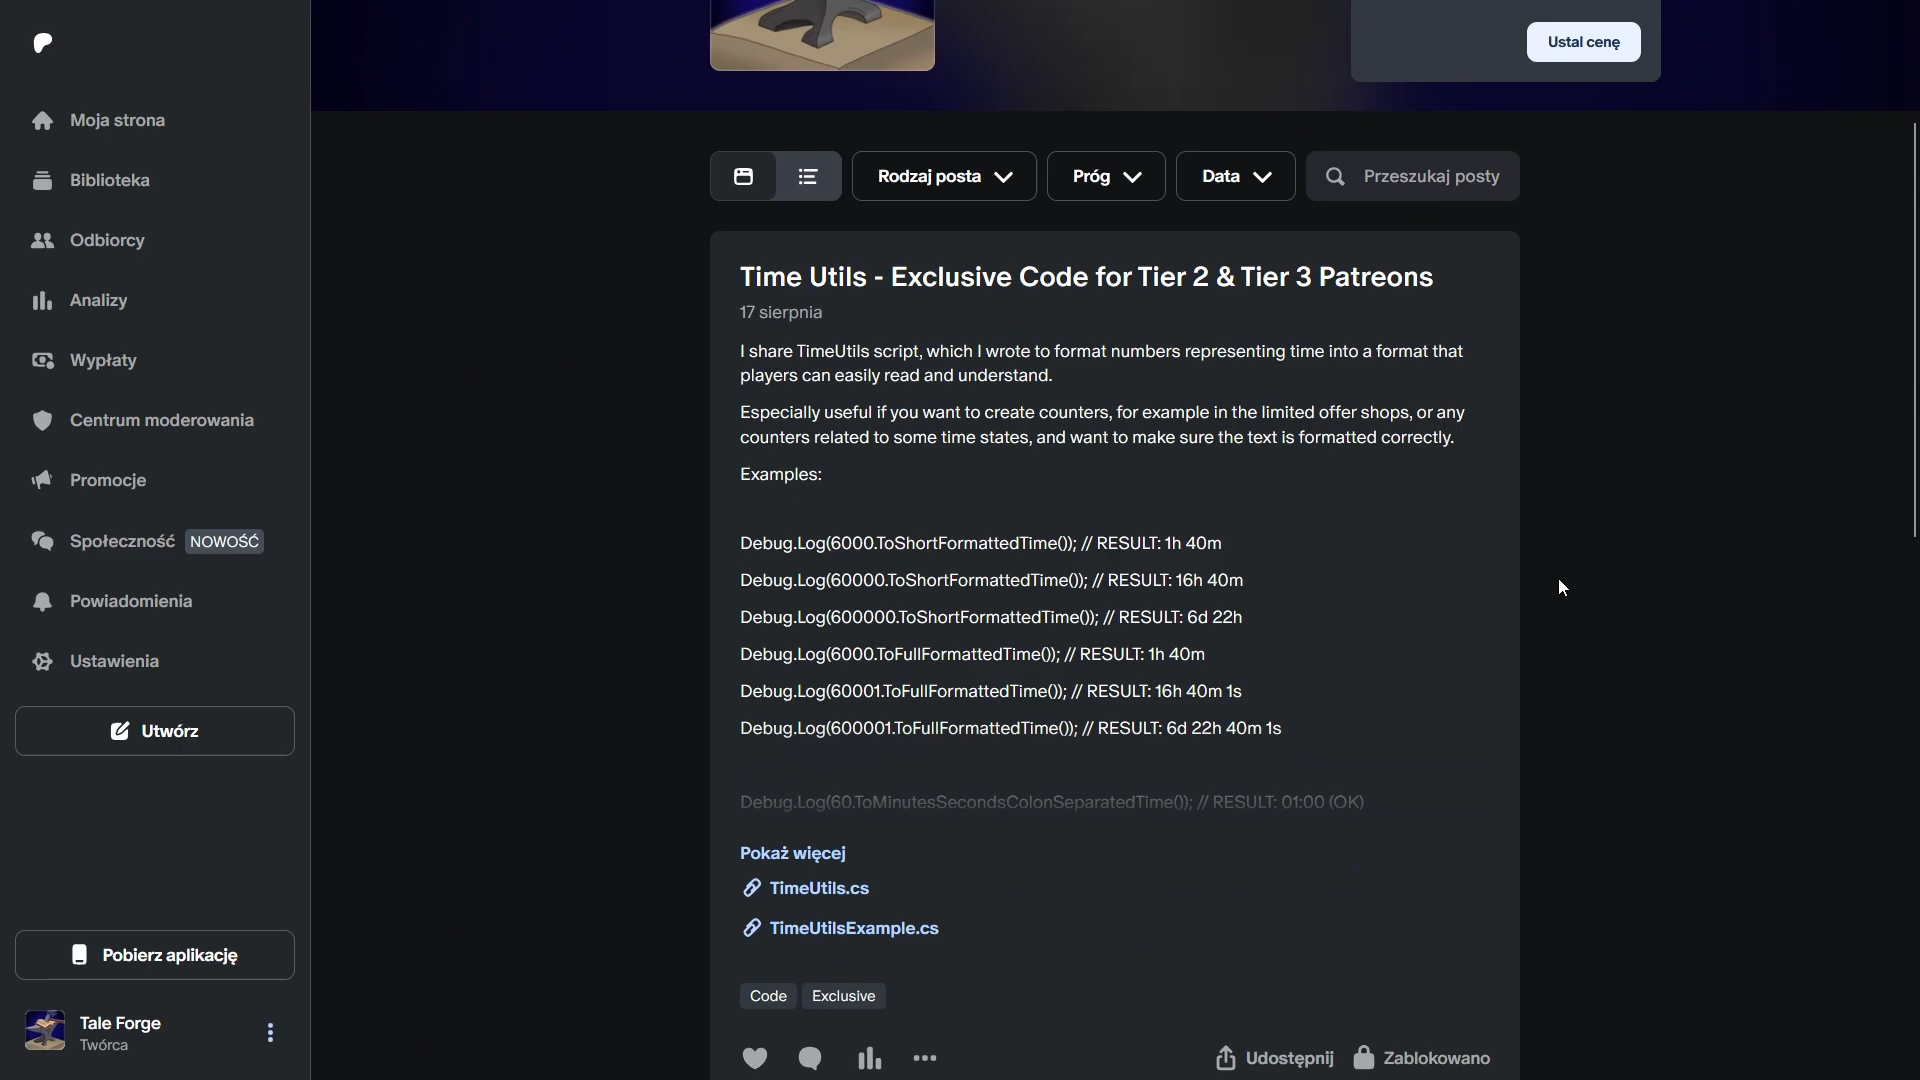 Ustal cenę
Moja strona
Biblioteka
Odbiorcy
Analizy
Wypłaty
Centrum moderowania
Promocje
Społeczność NOWOŚĆ
Powiadomienia
Ustawienia
Utwórz
Pobierz aplikację
Tale Forge
Twórca
Rodzaj posta Próg Data Przeszukaj posty
Time Utils - Exclusive Code for Tier 2 & Tier 3 Patreons
17 sierpnia
I share TimeUtils script, which I wrote to format numbers representing time into a format that
players can easily read and understand.
Especially useful if you want to create counters, for example in the limited offer shops, or any
counters related to some time states, and want to make sure the text is formatted correctly.
Examples:
Debug.Log(6000.ToShortFormattedTime()); // RESULT: 1h 40m
Debug.Log(60000.ToShortFormattedTime()); // RESULT: 16h 40m
Debug.Log(600000.ToShortFormattedTime()); // RESULT: 6d 22h
Debug.Log(6000.ToFullFormattedTime()); // RESULT: 1h 40m
Debug.Log(60001.ToFullFormattedTime()); // RESULT: 16h 40m 1s
Debug.Log(600001.ToFullFormattedTime()); // RESULT: 6d 22h 40m 1s
Debug.Log(60.ToMinutesSecondsColonSeparatedTime()); // RESULT: 01:00 (OK)
Pokaż więcej
TimeUtils.cs
TimeUtilsExample.cs
Code Exclusive
Udostępnij Zablokowano